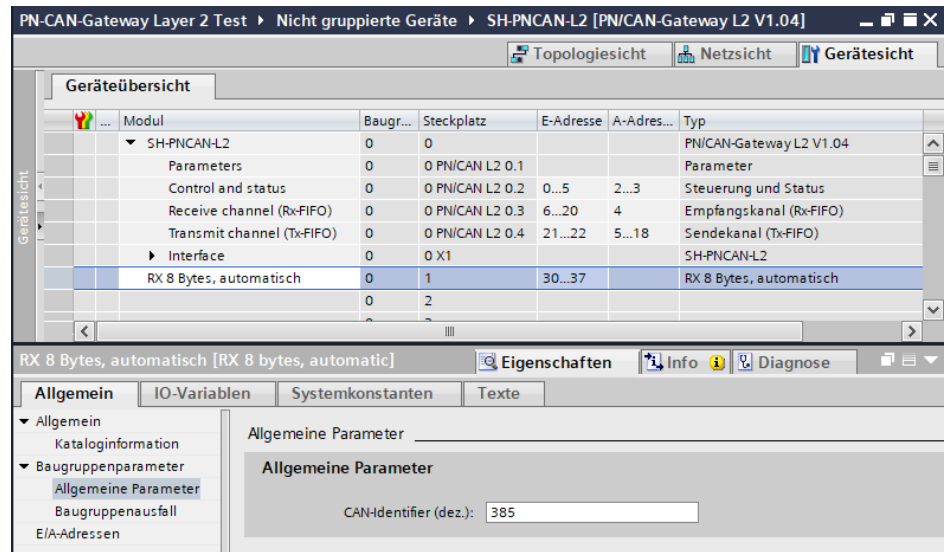 PN-CAN-Gateway Layer 2 Test ▸ Nicht gruppierte Geräte ▸ SH-PNCAN-L2 [PN/CAN-Gateway L2 V1.04]
Topologiesicht Netzsicht Gerätesicht
Geräteübersicht
... Modul Baugr... Steckplatz E-Adresse A-Adres... Typ
SH-PNCAN-L2 0 0 PN/CAN-Gateway L2 V1.04
Parameters 0 0 PN/CAN L2 0.1 Parameter
Control and status 0 0 PN/CAN L2 0.2 0...5 2...3 Steuerung und Status
Receive channel (Rx-FIFO) 0 0 PN/CAN L2 0.3 6...20 4 Empfangskanal (Rx-FIFO)
Transmit channel (Tx-FIFO) 0 0 PN/CAN L2 0.4 21...22 5...18 Sendekanal (Tx-FIFO)
Interface 0 0 X1 SH-PNCAN-L2
RX 8 Bytes, automatisch 0 1 30...37 RX 8 Bytes, automatisch
0 2
Gerätesicht
RX 8 Bytes, automatisch [RX 8 bytes, automatic] Eigenschaften Info Diagnose
Allgemein IO-Variablen Systemkonstanten Texte
Allgemein
Kataloginformation
Baugruppenparameter
Allgemeine Parameter
Baugruppenausfall
E/A-Adressen
Allgemeine Parameter
Allgemeine Parameter
CAN-Identifier (dez.): 385